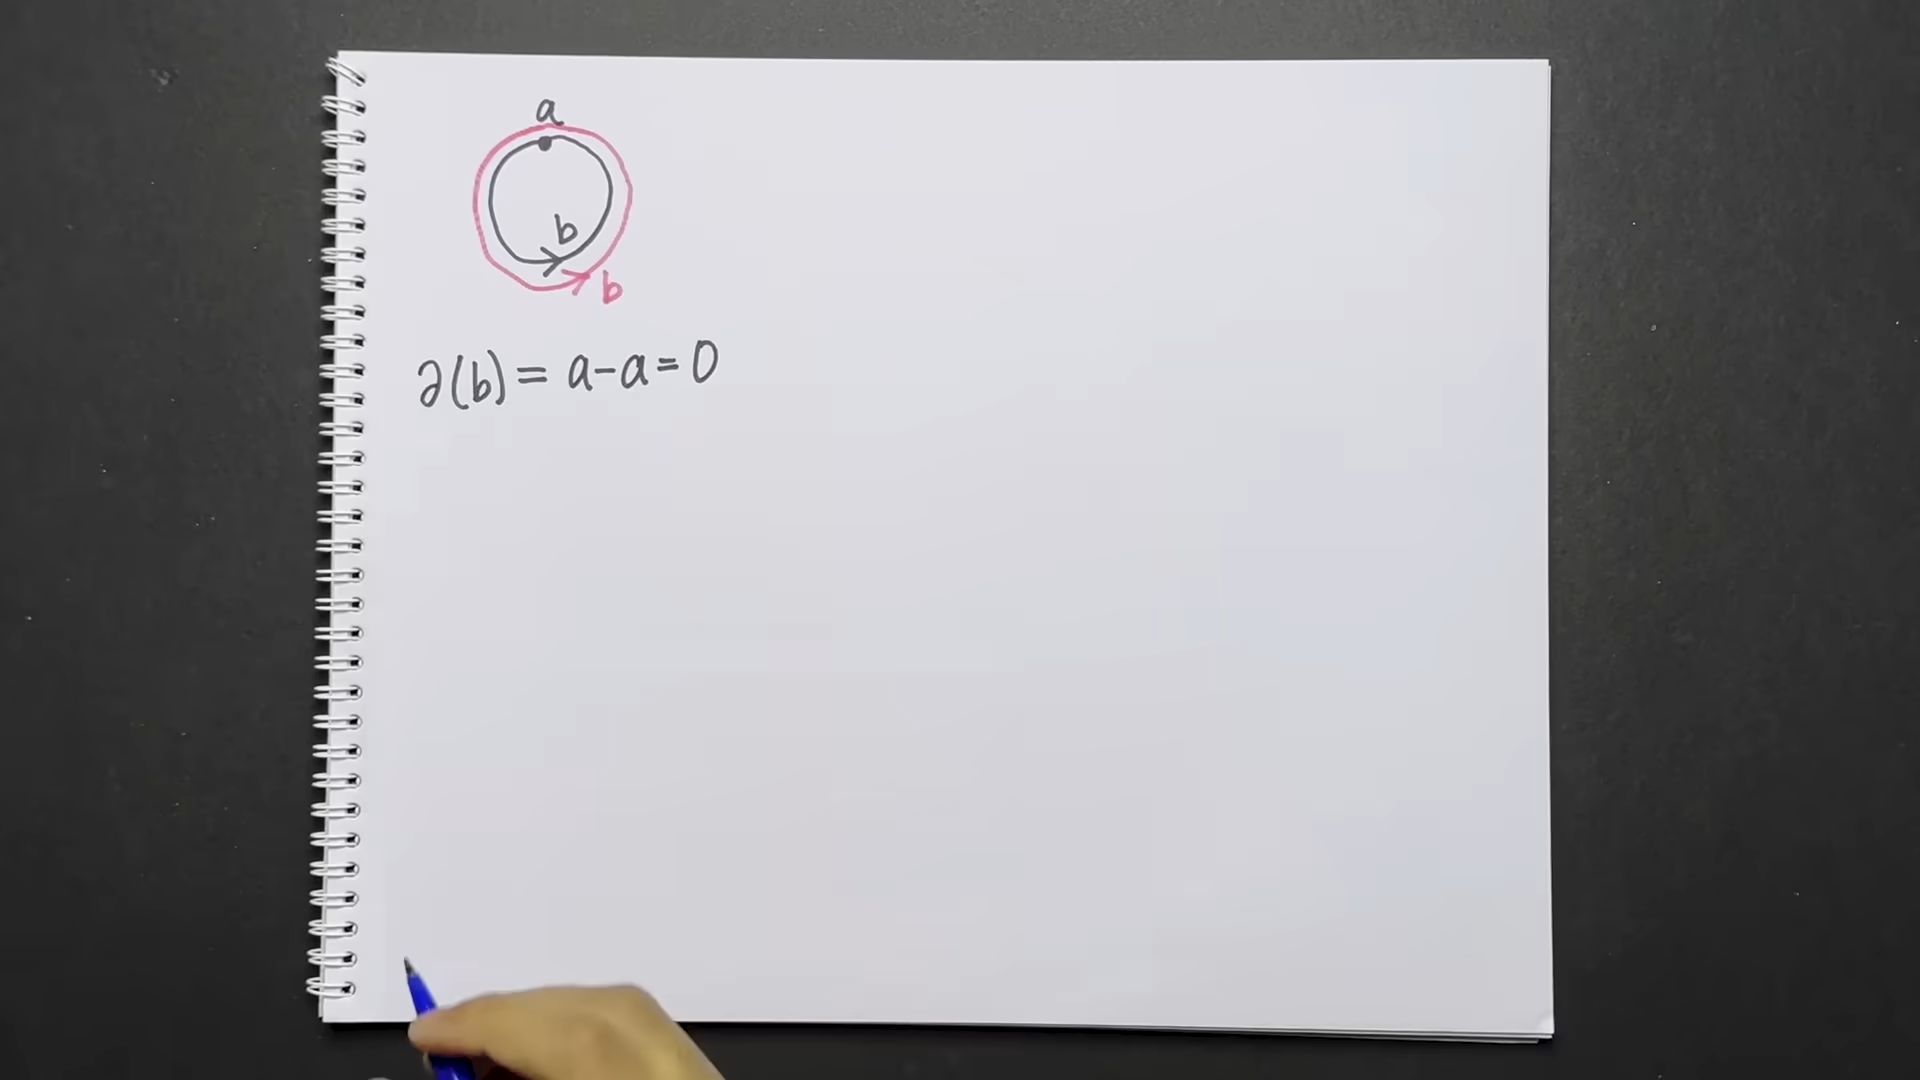 a
b
b
∂(b) = a-a=0